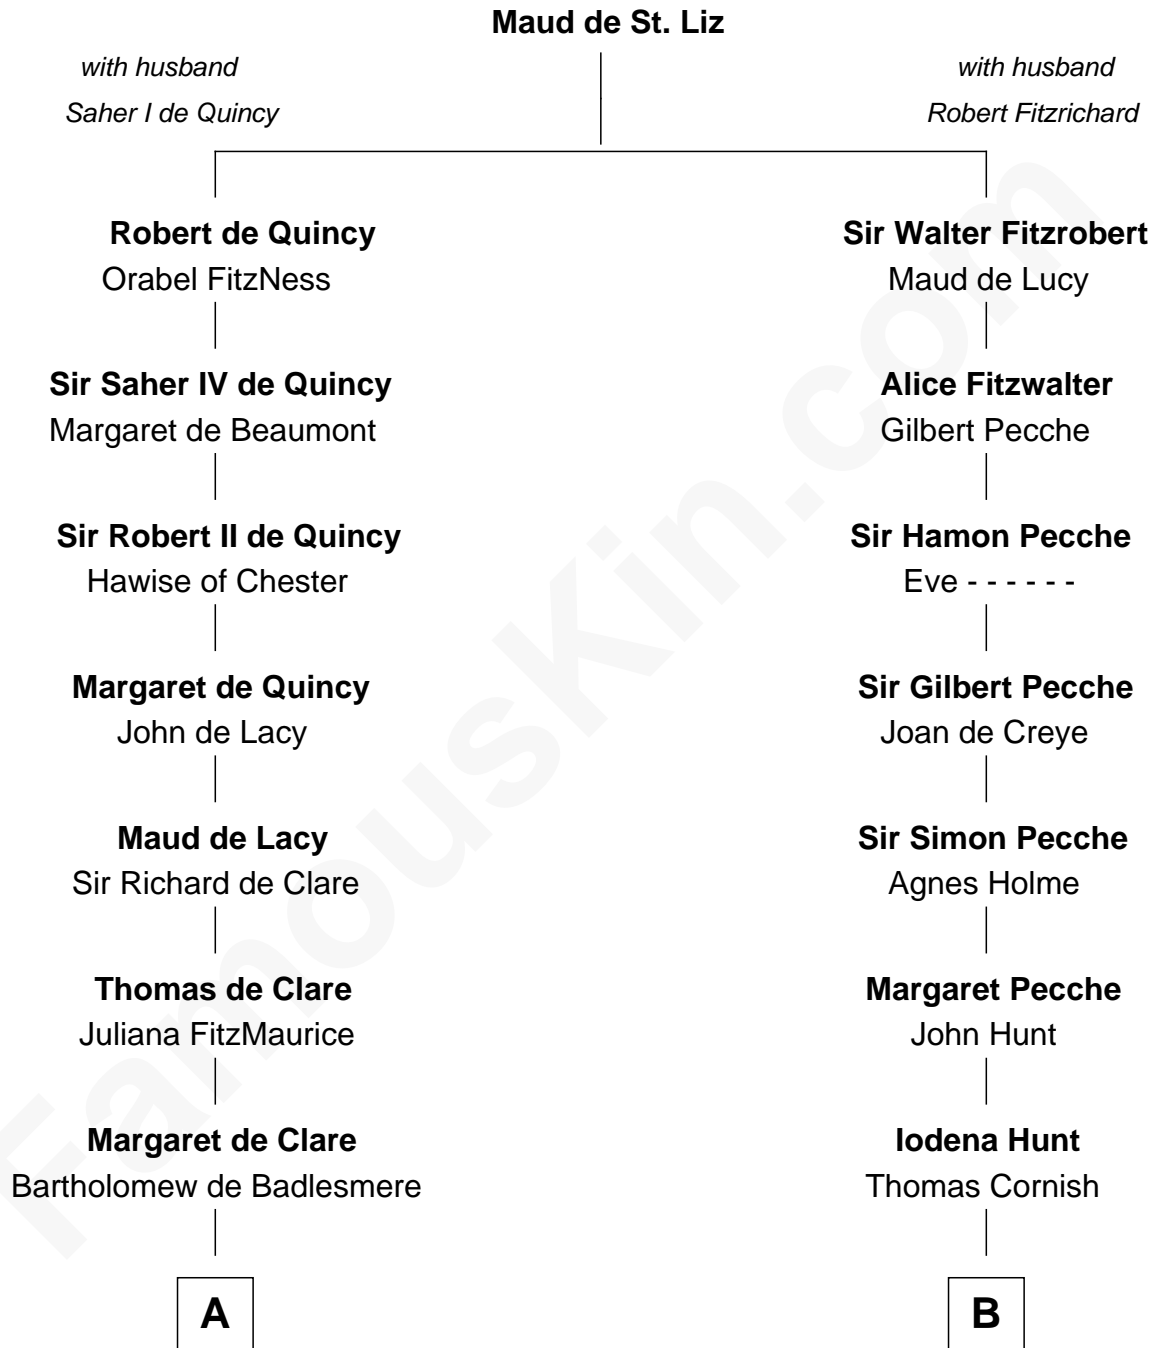 Maud de St. Liz
with husband
Saher I de Quincy
with husband
Robert Fitzrichard
Robert de Quincy
Orabel FitzNess
Sir Walter Fitzrobert
Maud de Lucy
Sir Saher IV de Quincy
Margaret de Beaumont
Alice Fitzwalter
Gilbert Pecche
Sir Robert II de Quincy
Hawise of Chester
Sir Hamon Pecche
Eve - - - - - -
Margaret de Quincy
John de Lacy
Sir Gilbert Pecche
Joan de Creye
Maud de Lacy
Sir Richard de Clare
Sir Simon Pecche
Agnes Holme
Thomas de Clare
Juliana FitzMaurice
Margaret Pecche
John Hunt
Margaret de Clare
Bartholomew de Badlesmere
Iodena Hunt
Thomas Cornish
A
B
FamousKin.com